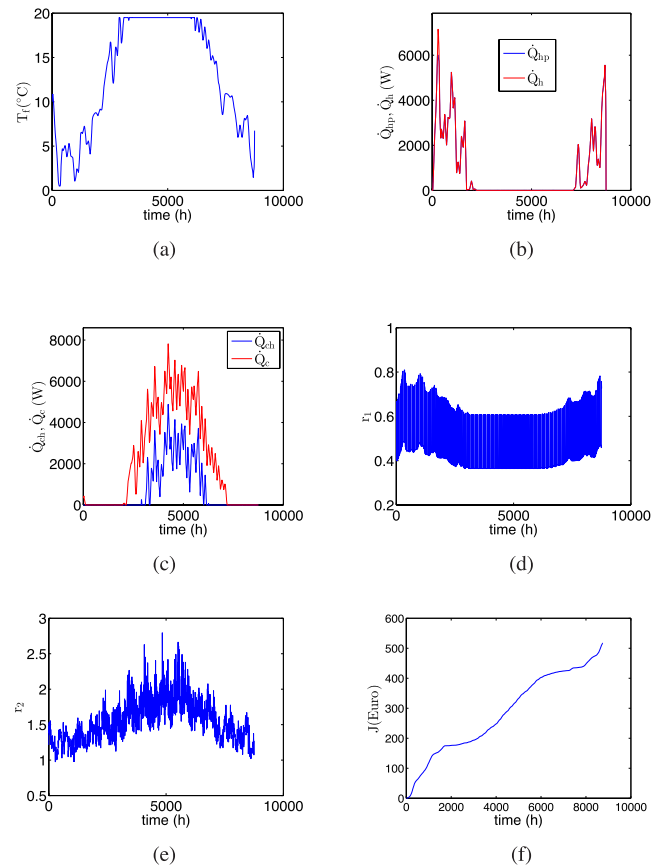 20
15
10
5
0
T_f(°C)
0
5000
10000
time (h)
(a)
6000
4000
2000
0
Q̇_hp, Q̇_h (W)
Q̇_hp
Q̇_h
0
5000
10000
time (h)
(b)
8000
6000
4000
2000
0
Q̇_ch, Q̇_c (W)
Q̇_ch
Q̇_c
0
5000
10000
time (h)
(c)
1
0.8
0.6
0.4
0.2
r_1
0
5000
10000
time (h)
(d)
3
2.5
2
1.5
1
0.5
r_2
0
5000
10000
time (h)
(e)
600
500
400
300
200
100
0
J(Euro)
0
2000
4000
6000
8000
10000
time (h)
(f)